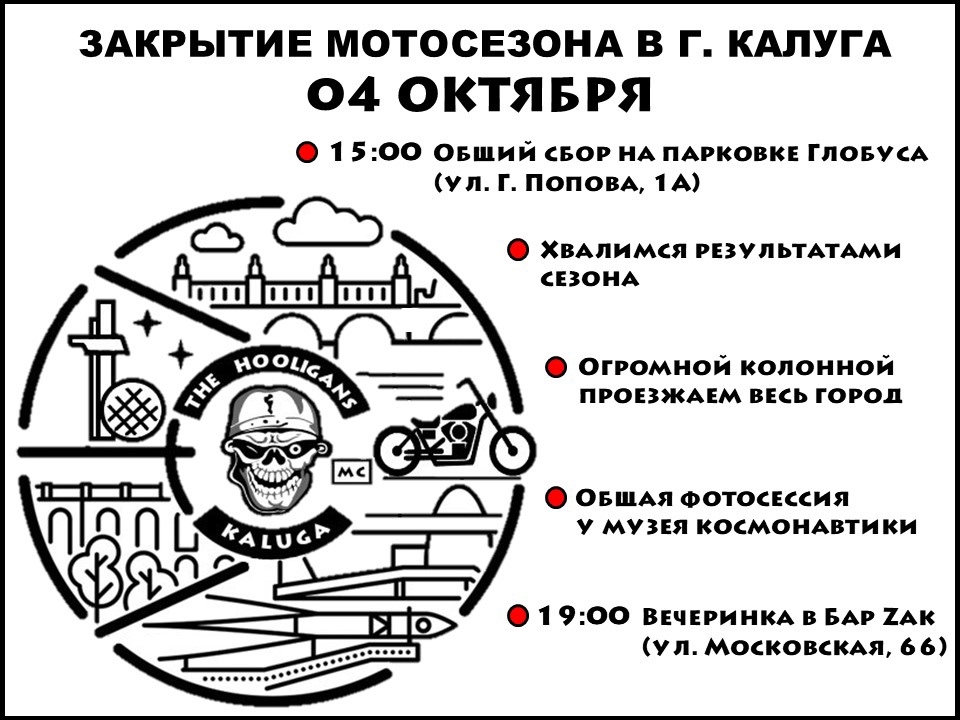 ЗАКРЫТИЕ МОТОСЕЗОНА В Г. КАЛУГА
04 ОКТЯБРЯ
15:00 Общий сбор на парковке Глобуса
(ул. Г. Попова, 1А)
Хвалимся результатами
сезона
Огромной колонной
проезжаем весь город
THE HOOLIGANS
MC
KALUGA
Общая фотосессия
у музея космонавтики
19:00 Вечеринка в Бар Zак
(ул. Московская, 66)